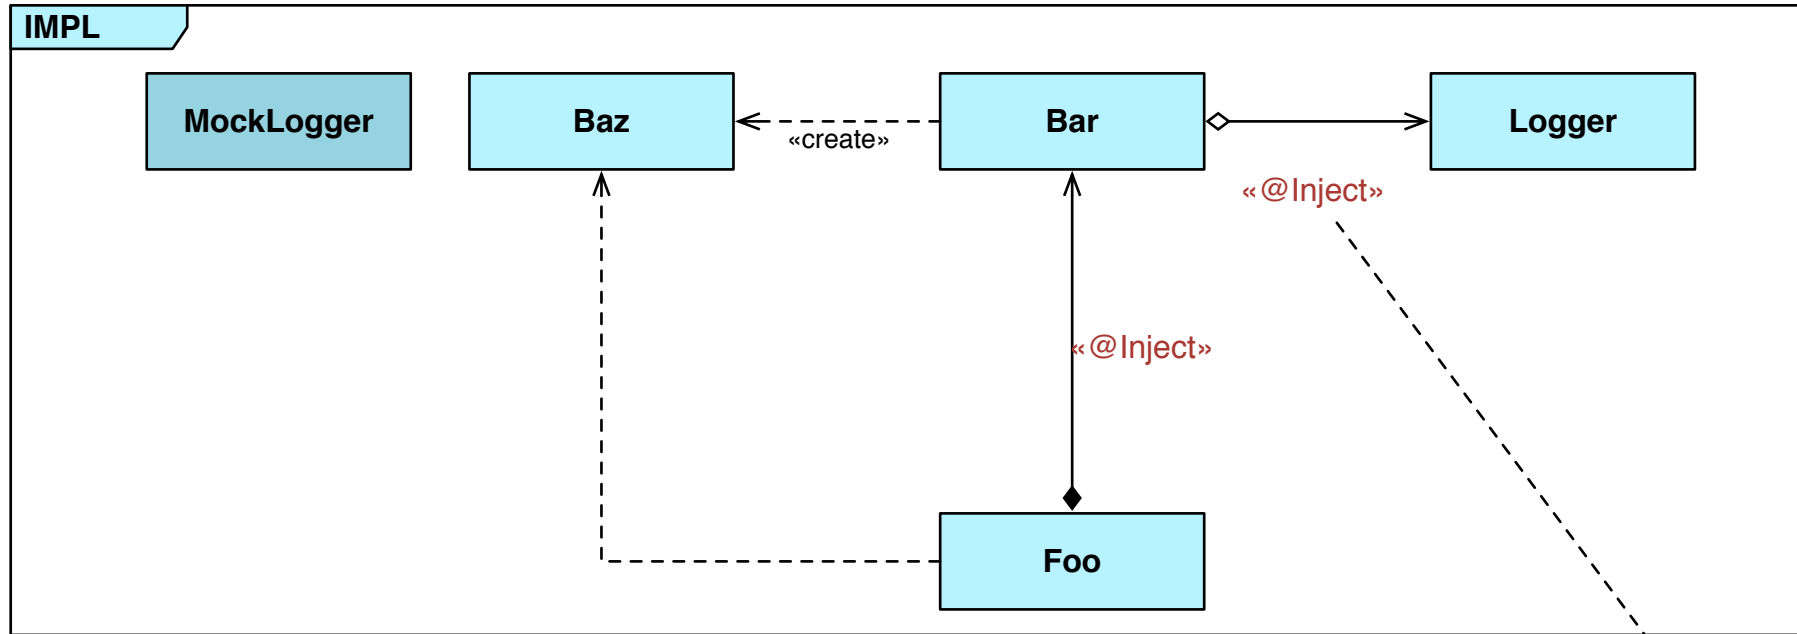 IMPL
MockLogger
Baz
«create»
Bar
Logger
«@Inject»
«@Inject»
Foo